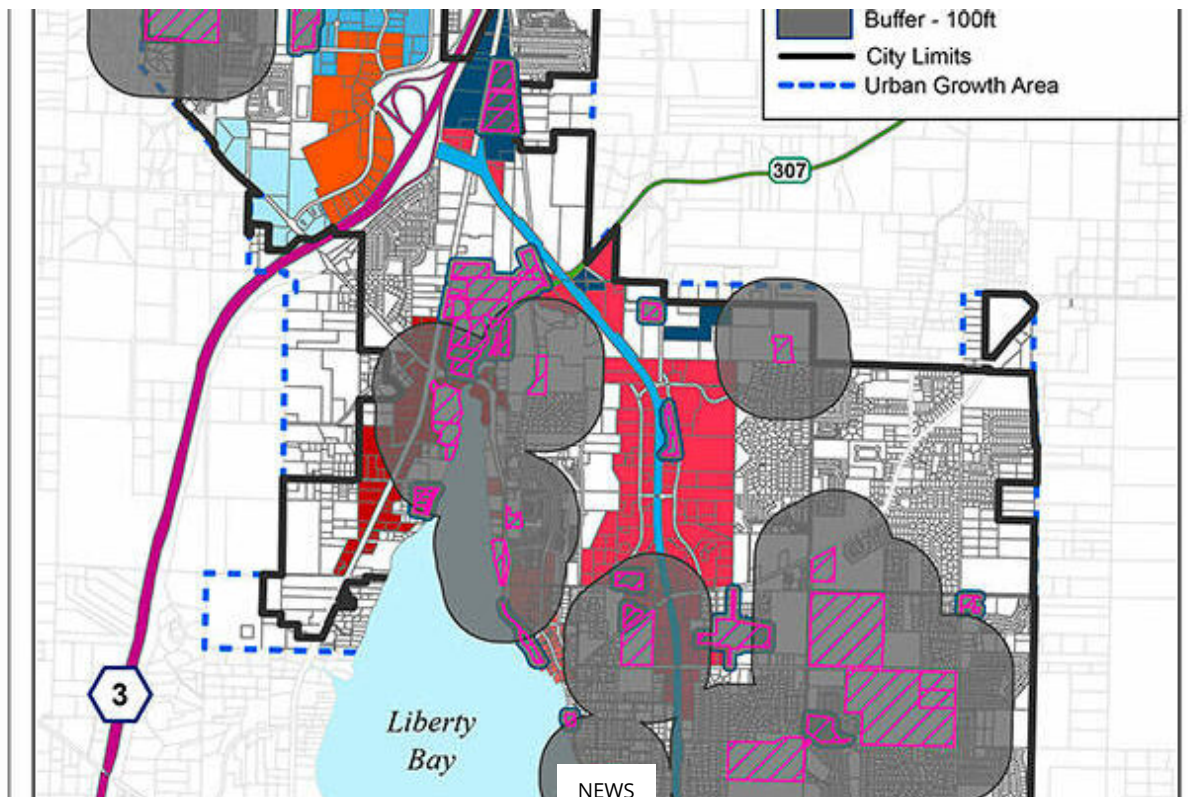 Buffer - 100ft
City Limits
Urban Growth Area
307
3
Liberty
Bay
NEWS